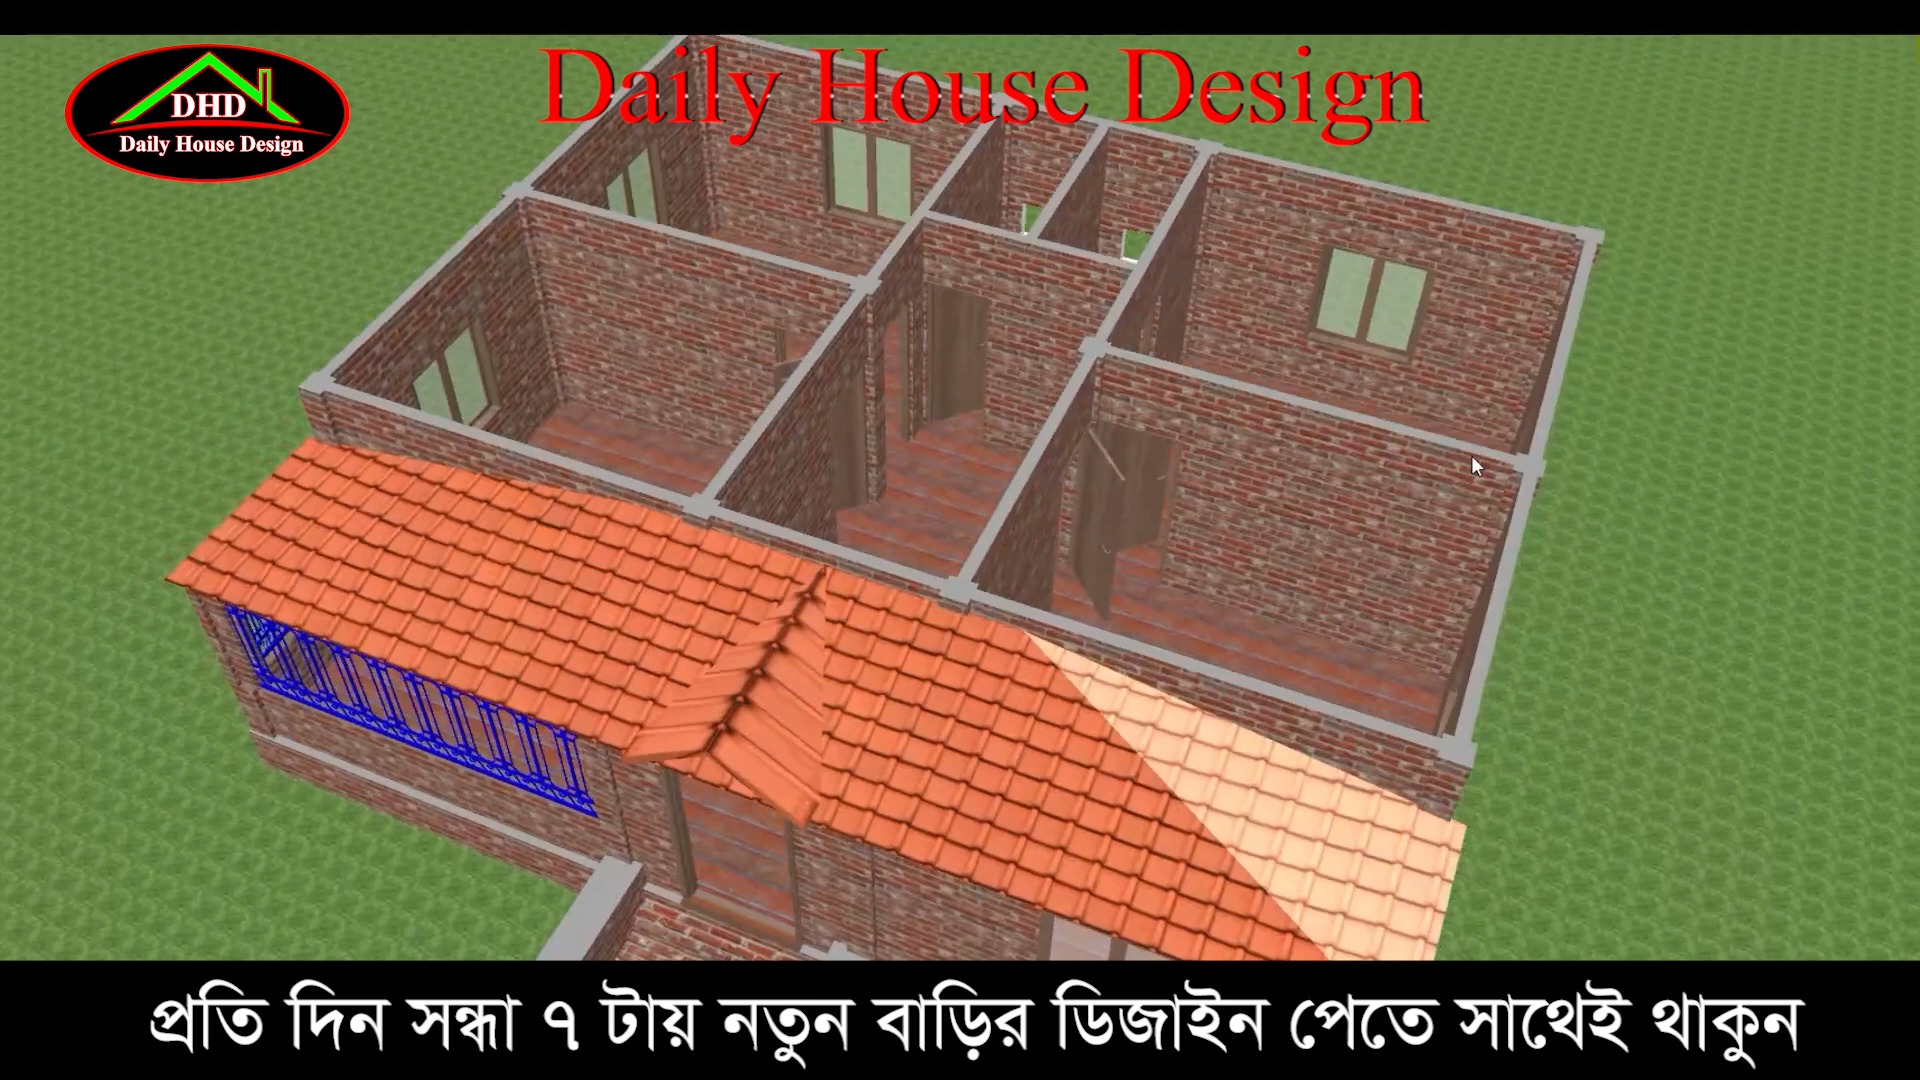 Daily House Design
DHD
Daily House Design
প্রতি দিন সন্ধা ৭ টায় নতুন বাড়ির ডিজাইন পেতে সাথেই থাকুন